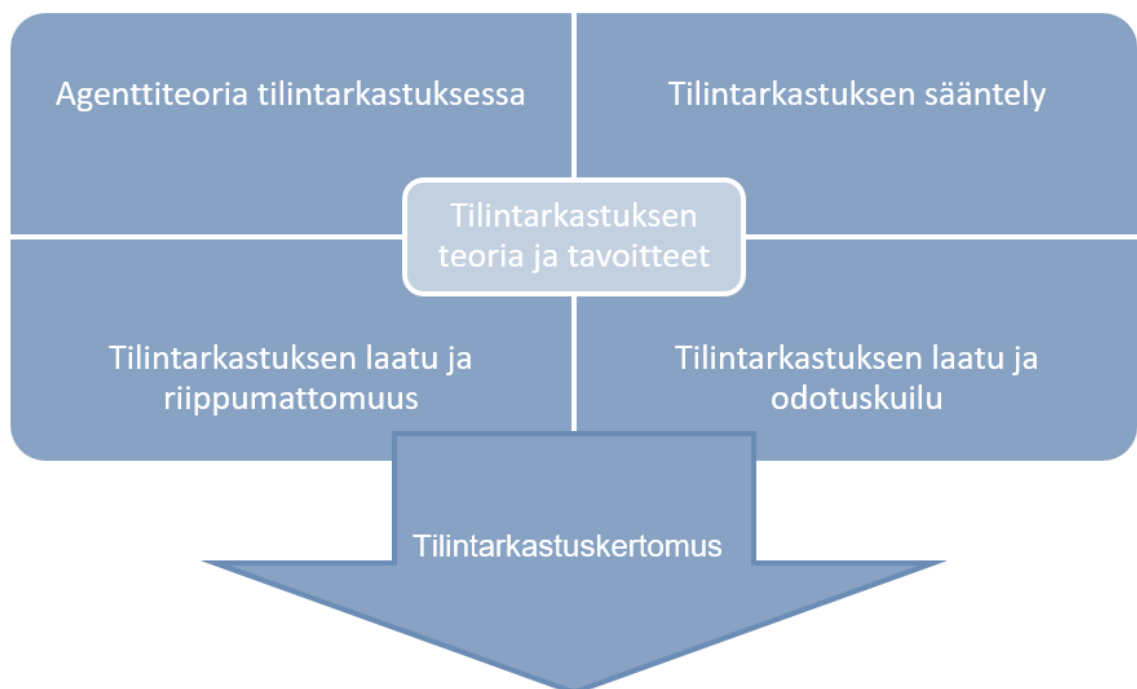 Agenttiteoria tilintarkastuksessa
Tilintarkastuksen sääntely
Tilintarkastuksen
teoria ja tavoitteet
Tilintarkastuksen laatu ja
riippumattomuus
Tilintarkastuksen laatu ja
odotuskuilu
Tilintarkastuskertomus